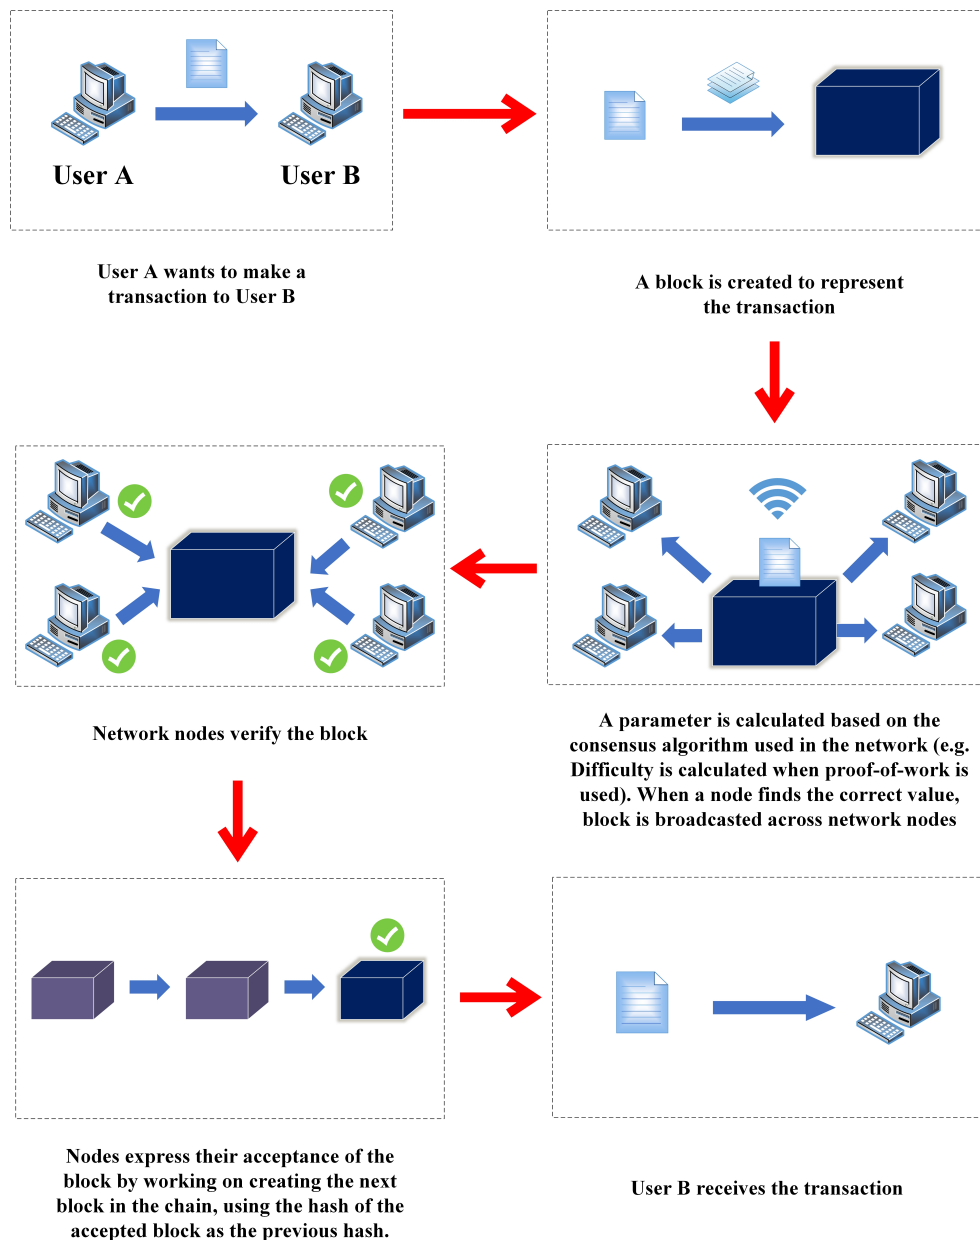 User A
User B
User A wants to make a
transaction to User B
A block is created to represent
the transaction
A parameter is calculated based on the
consensus algorithm used in the network (e.g.
Difficulty is calculated when proof-of-work is
used). When a node finds the correct value,
block is broadcasted across network nodes
Network nodes verify the block
Nodes express their acceptance of the
block by working on creating the next
block in the chain, using the hash of the
accepted block as the previous hash.
User B receives the transaction